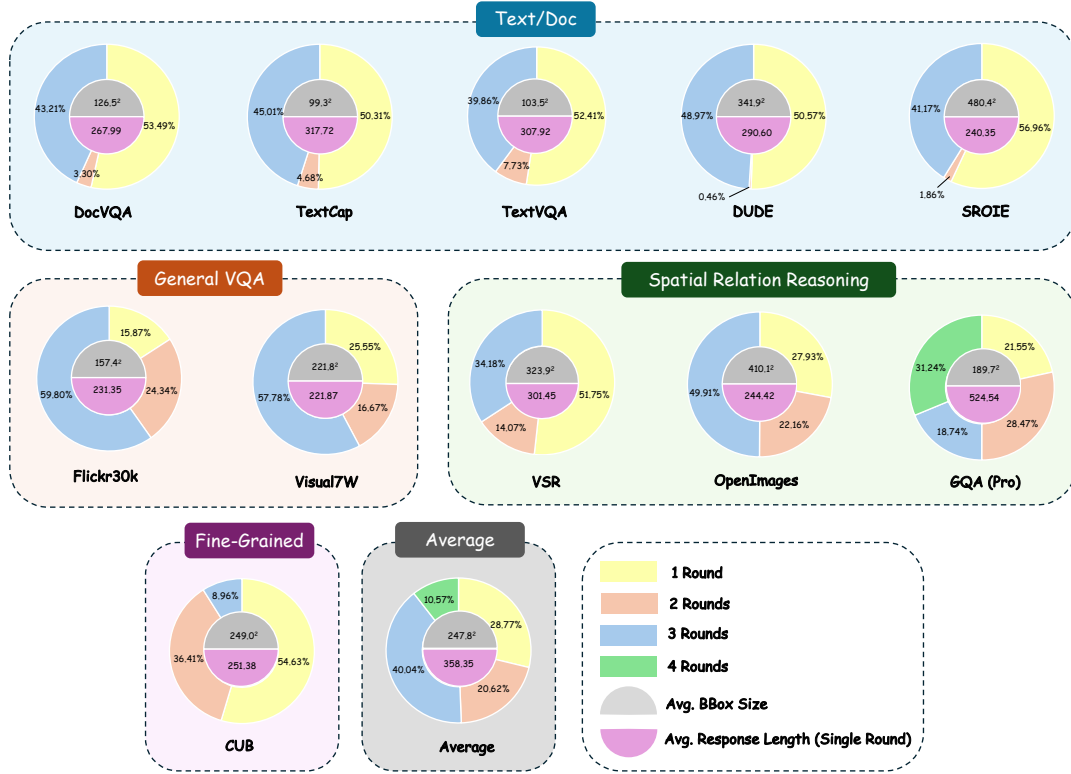 Text/Doc
43.21%
126.5²
267.99
53.49%
3.30%
DocVQA
45.01%
99.3²
317.72
50.31%
4.68%
TextCap
39.86%
103.5²
307.92
52.41%
7.73%
TextVQA
48.97%
341.9²
290.60
50.57%
0.46%
DUDE
41.17%
480.4²
240.35
56.96%
1.86%
SROIE
General VQA
15.87%
157.4²
231.35
59.80%
24.34%
Flickr30k
25.55%
221.8²
221.87
57.78%
16.67%
Visual7W
Spatial Relation Reasoning
34.18%
323.9²
301.45
51.75%
14.07%
VSR
27.93%
410.1²
244.42
49.91%
22.16%
OpenImages
21.55%
31.24%
189.7²
524.54
28.47%
18.74%
GQA (Pro)
Fine-Grained
8.96%
249.0²
251.38
36.41%
54.63%
CUB
Average
10.57%
28.77%
247.8²
358.35
40.04%
20.62%
Average
1 Round
2 Rounds
3 Rounds
4 Rounds
Avg. BBox Size
Avg. Response Length (Single Round)